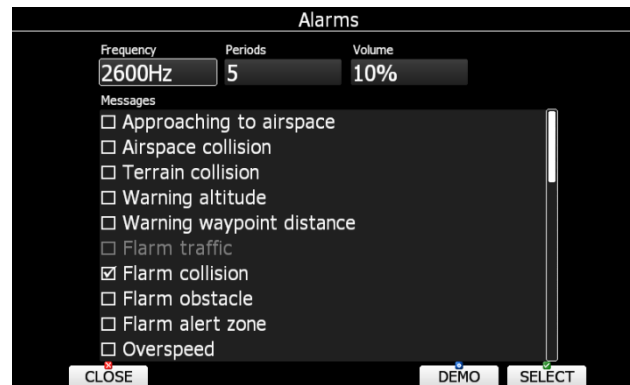 Alarms
Frequency Periods Volume
2600Hz 5 10%
Messages
Approaching to airspace
Airspace collision
Terrain collision
Warning altitude
Warning waypoint distance
Flarm traffic
Flarm collision
Flarm obstacle
Flarm alert zone
Overspeed
CLOSE DEMO SELECT